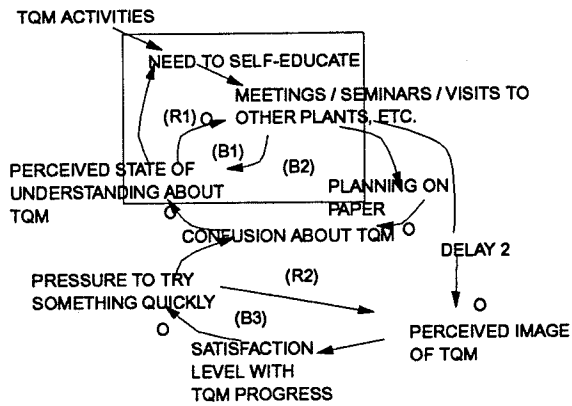 TQM ACTIVITIES
NEED TO SELF-EDUCATE
MEETINGS / SEMINARS / VISITS TO
OTHER PLANTS, ETC.
(R1) O
(B1)
(B2)
PERCEIVED STATE OF
UNDERSTANDING ABOUT
TQM
O
PLANNING ON
PAPER
CONFUSION ABOUT TQM O
DELAY 2
PRESSURE TO TRY
SOMETHING QUICKLY
(R2)
O
O
(B3)
PERCEIVED IMAGE
OF TQM
SATISFACTION
LEVEL WITH
TQM PROGRESS